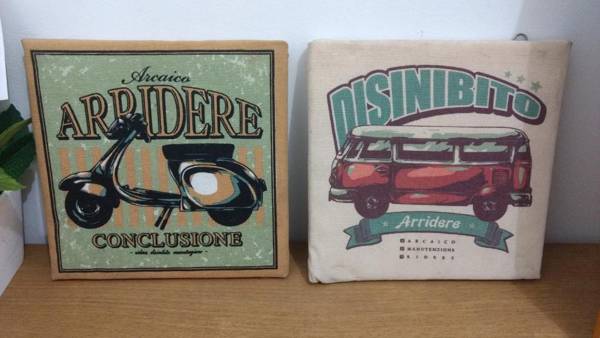 Arcaico
ARRIDERE
CONCLUSIONE
DISINIBITO
Arridere
ARCAICO
MANUTENZIONE